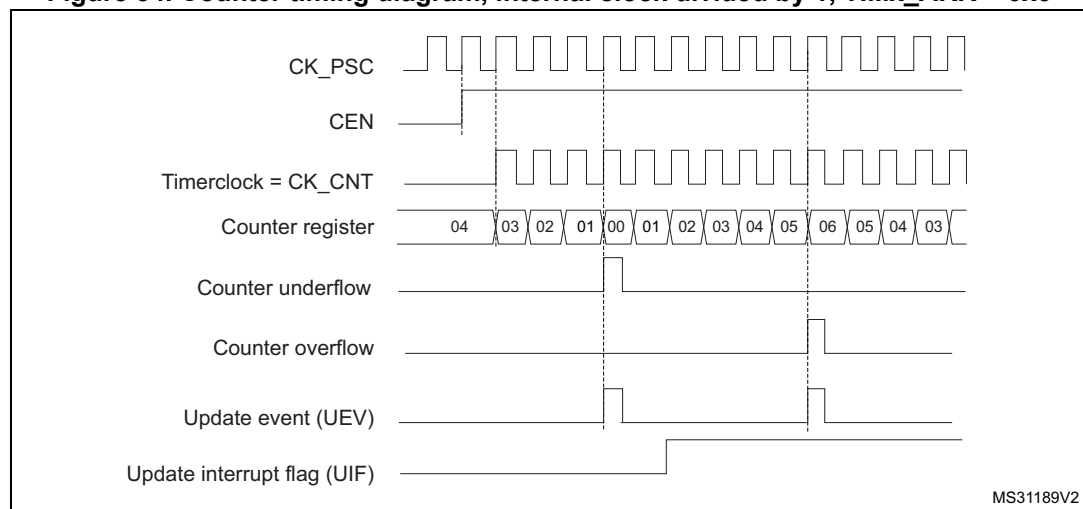 CK_PSC
CEN
Timerclock = CK_CNT
Counter register 04 03 02 01 00 01 02 03 04 05 06 05 04 03
Counter underflow
Counter overflow
Update event (UEV)
Update interrupt flag (UIF)
MS31189V2